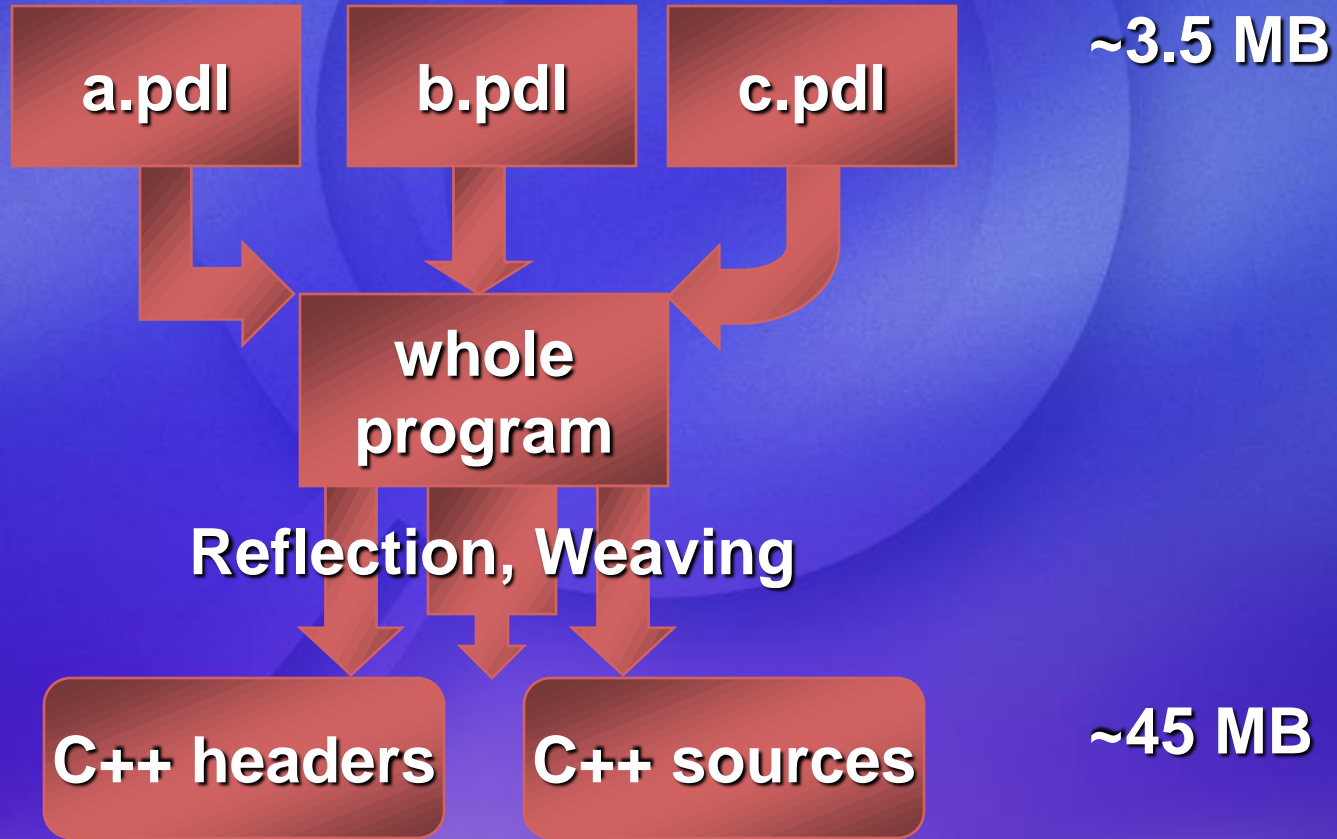 a.pdl
b.pdl
c.pdl
~3.5 MB
whole
program
Reflection, Weaving
C++ headers
C++ sources
~45 MB